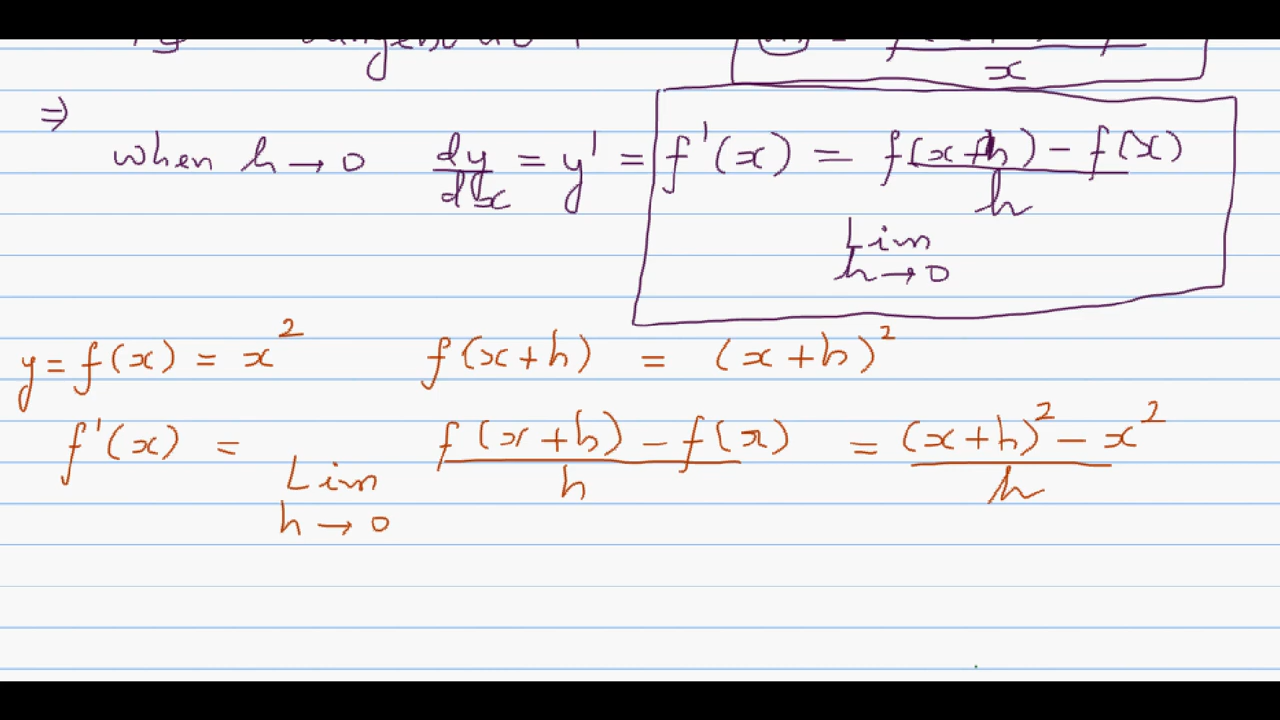 x
⇒
when h → 0 dy/dx = y' = f'(x) = f(x+h) - f(x) / h
Lim
h → 0
y = f(x) = x² f(x+h) = (x+h)²
f'(x) = Lim h → 0 f(x+h) - f(x) / h = (x+h)² - x² / h